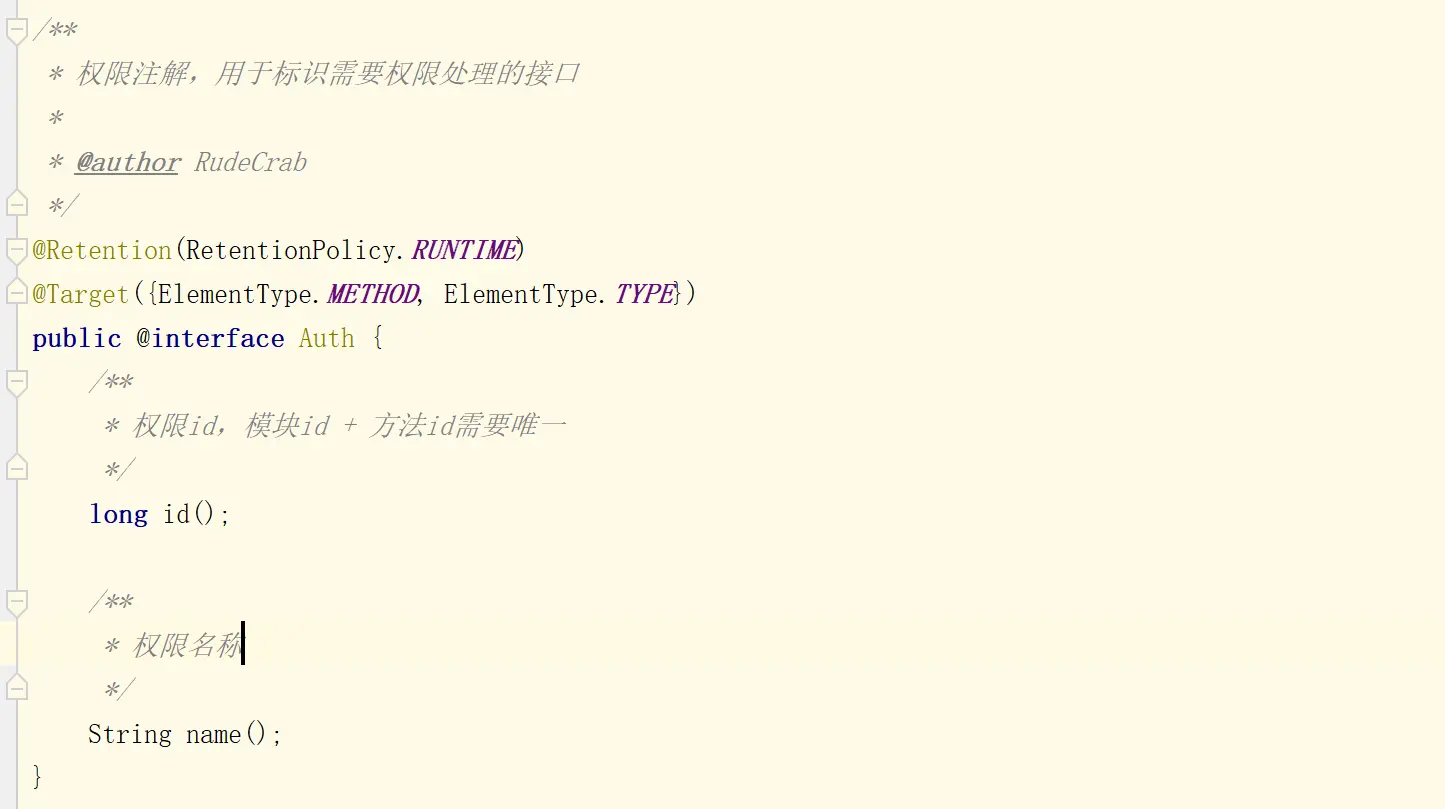 /**
 * 权限注解，用于标识需要权限处理的接口
 *
 * @author RudeCrab
 */
@Retention(RetentionPolicy.RUNTIME)
@Target({ElementType.METHOD, ElementType.TYPE})
public @interface Auth {
    /**
     * 权限id，模块id + 方法id需要唯一
     */
    long id();

    /**
     * 权限名称
     */
    String name();
}